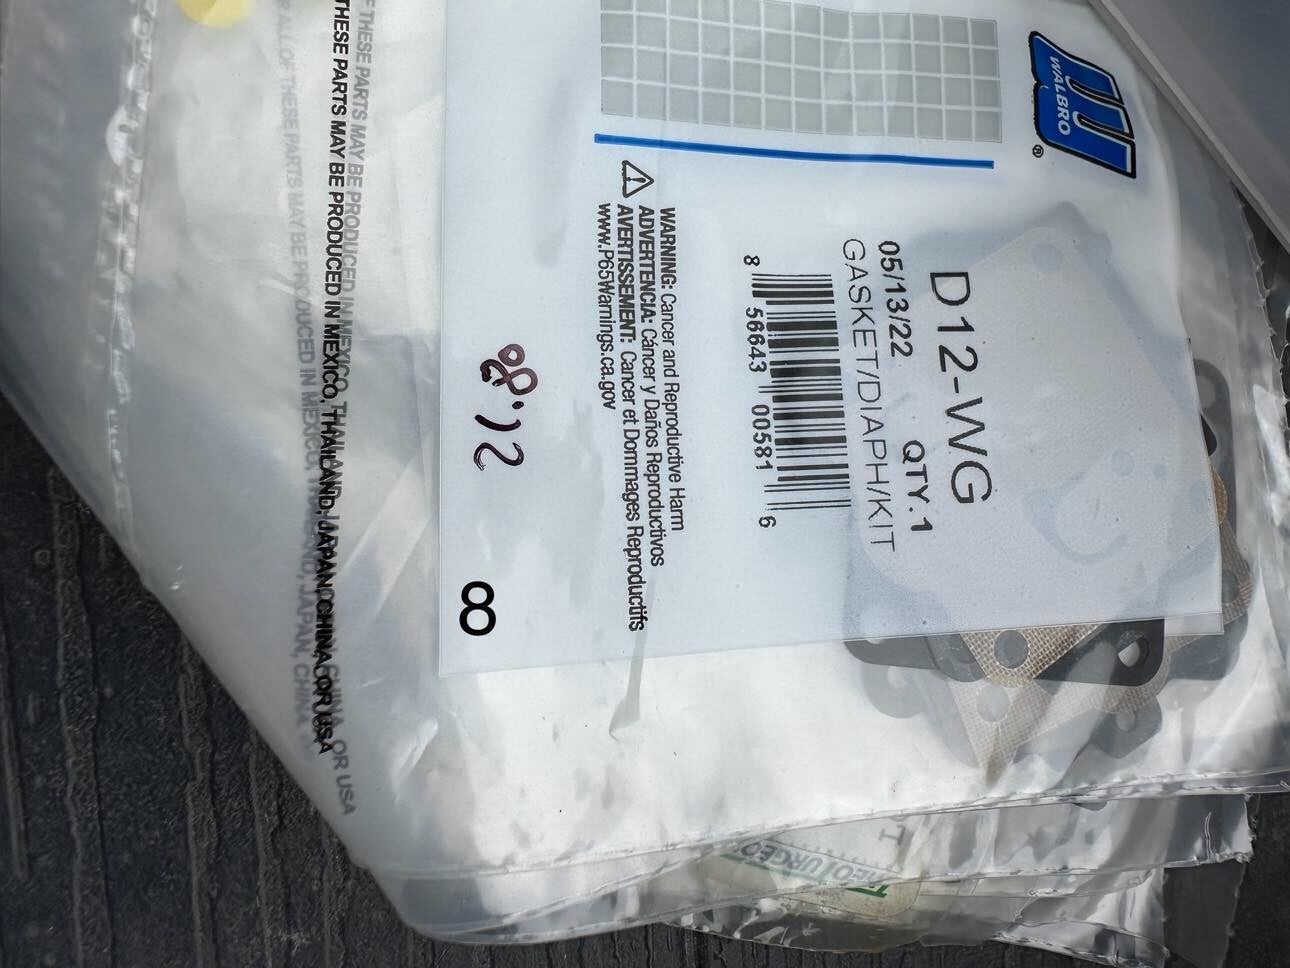 WALBRO
®
D12-WG
05/13/22 QTY.1
GASKET/DIAPH/KIT
8 56643 00581 6
WARNING: Cancer and Reproductive Harm
ADVERTENCIA: Cáncer y Daños Reproductivos
AVERTISSEMENT: Cancer et Dommages Reproductifs
www.P65Warnings.ca.gov
8
THESE PARTS MAY BE PRODUCED IN MEXICO, THAILAND, JAPAN, CHINA, OR USA